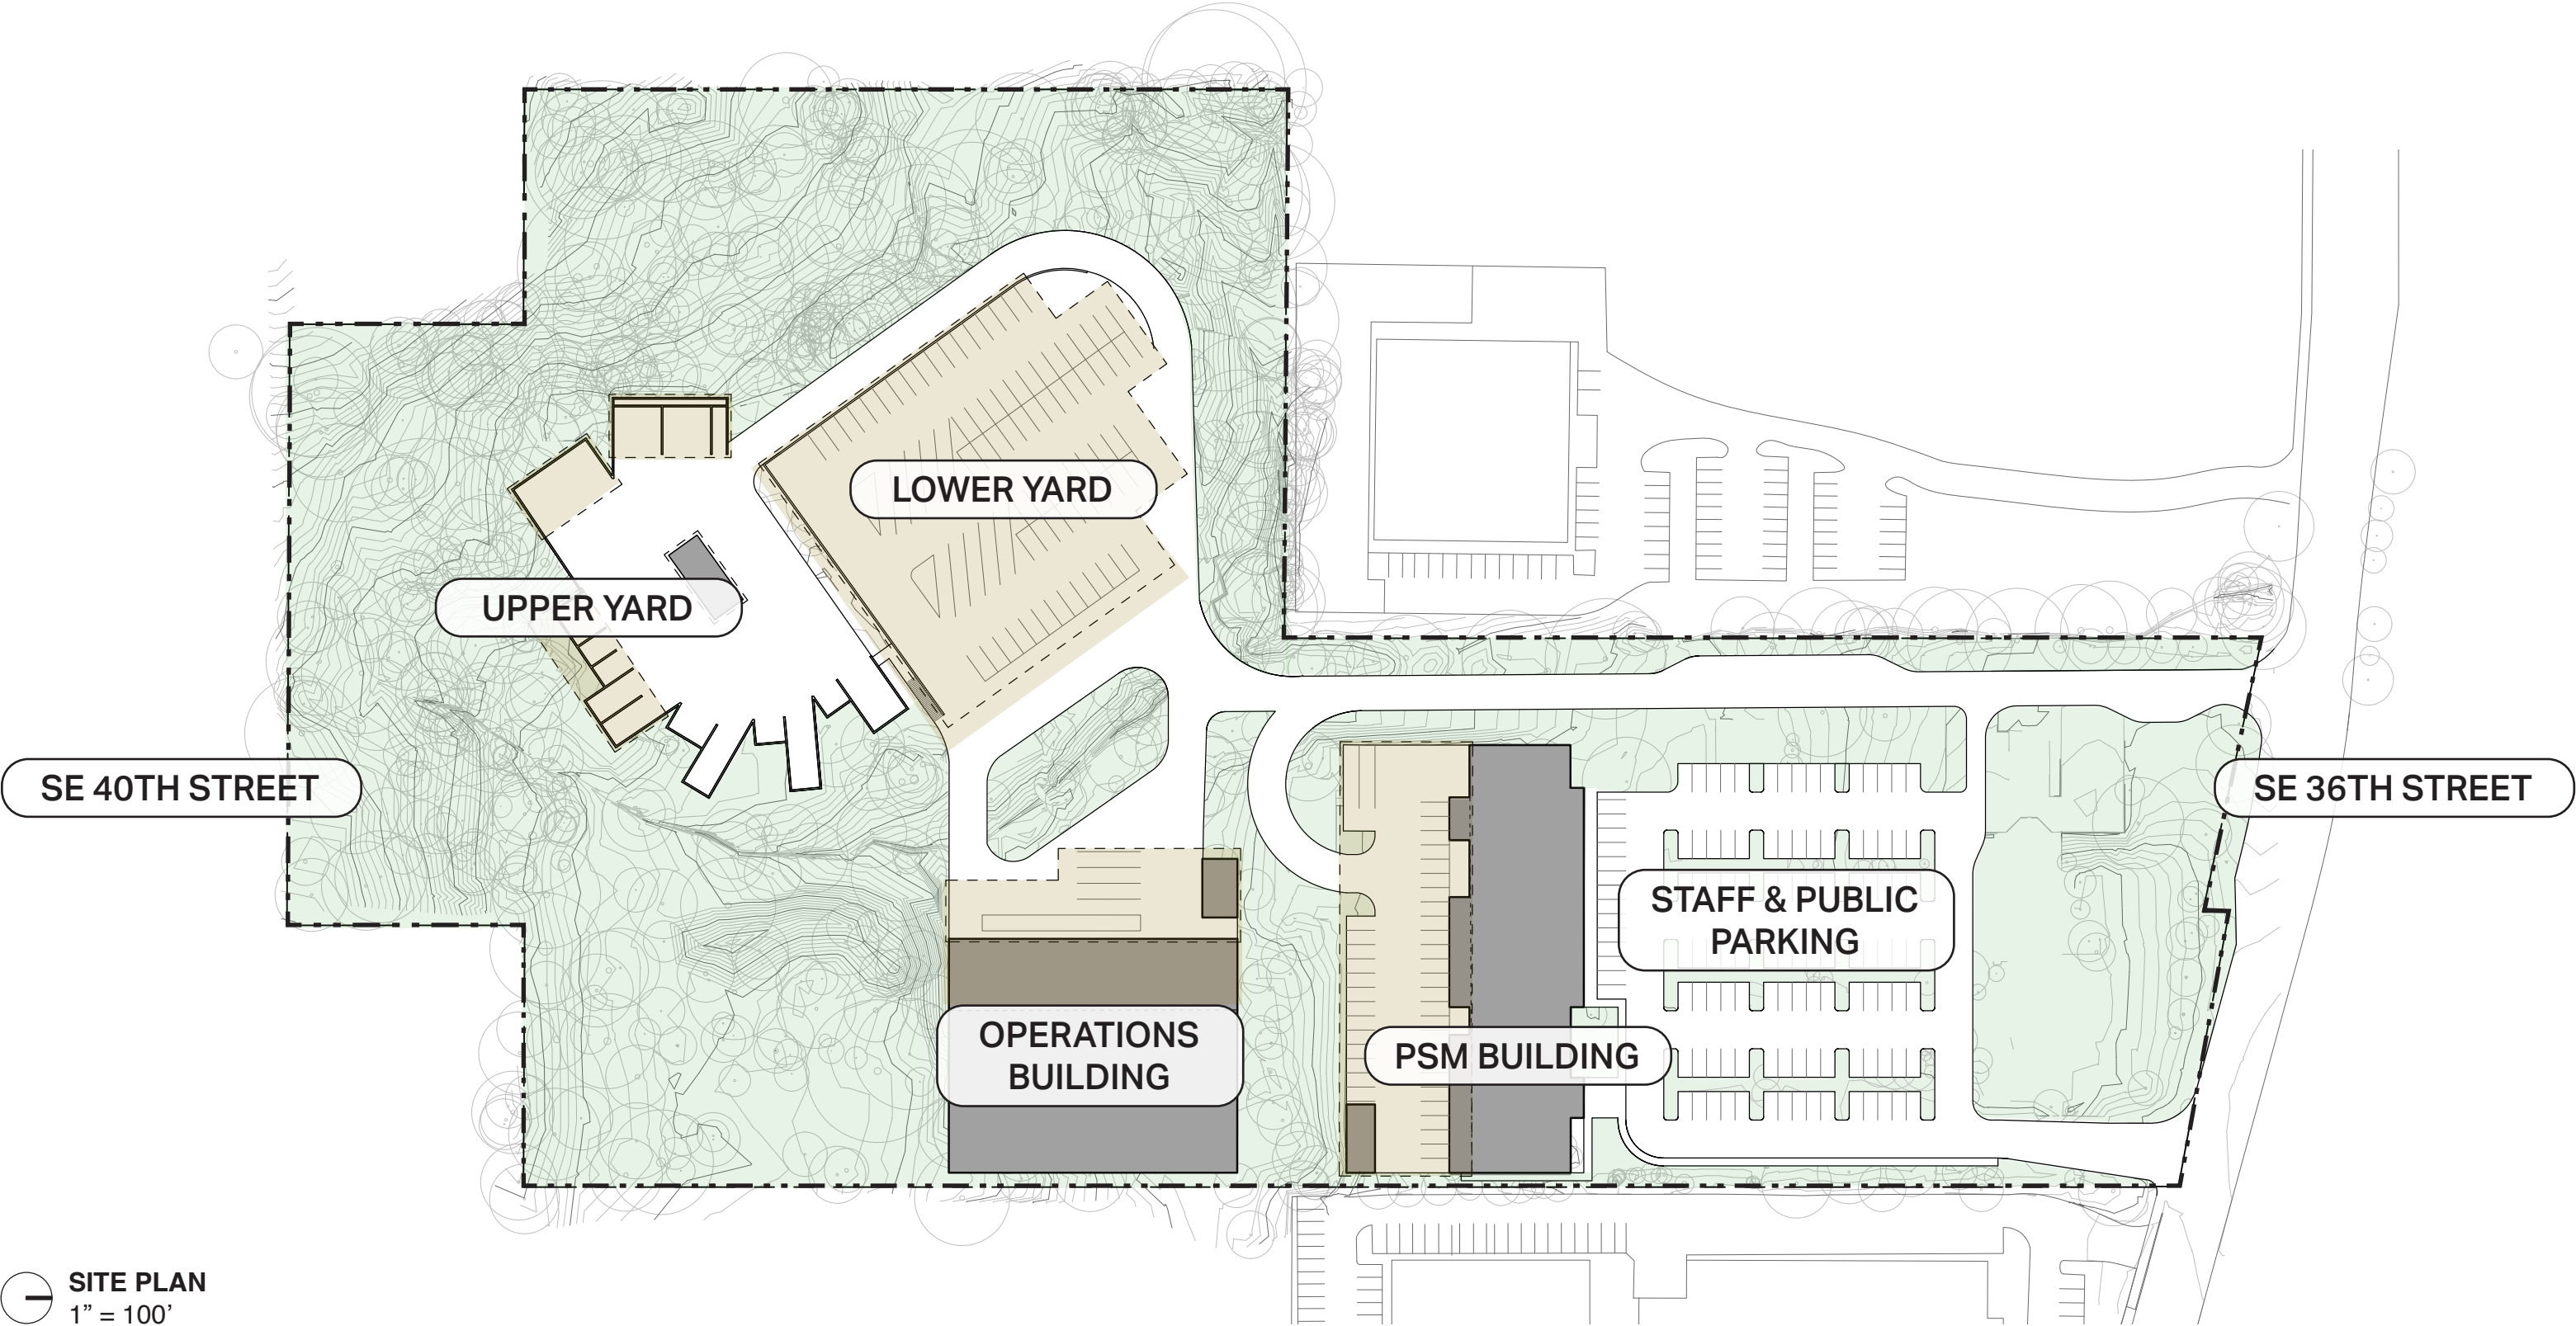 LOWER YARD
UPPER YARD
SE 40TH STREET
SE 36TH STREET
STAFF & PUBLIC
PARKING
OPERATIONS
BUILDING
PSM BUILDING
SITE PLAN
1” = 100’